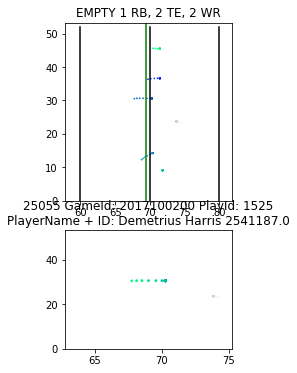 EMPTY 1 RB, 2 TE, 2 WR
50
40
30
20
10
0
60 65 70 75 80
25055 GameId: 2017100200 PlayId: 1525
PlayerName + ID: Demetrius Harris 2541187.0
40
20
0
65 70 75